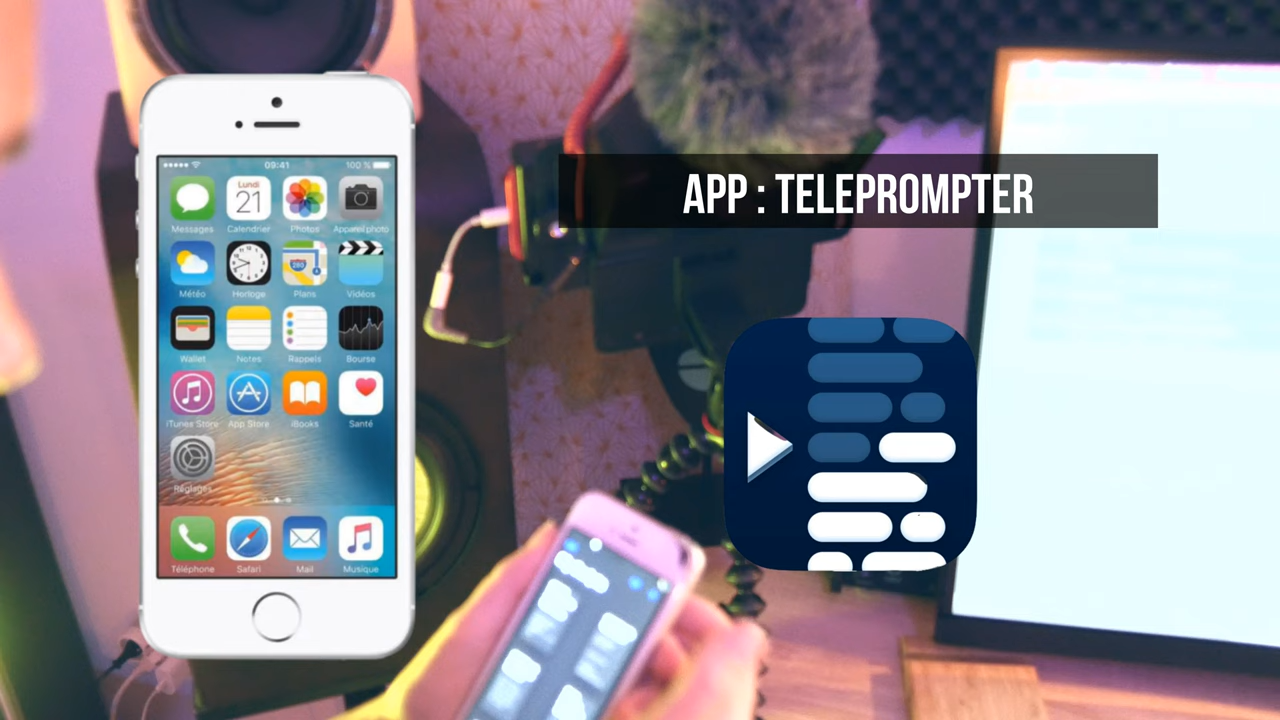 APP : TELEPROMPTER
09:41
100 %
Lundi
21
Messages
Calendrier
Photos
Appareil photo
280
Météo
Horloge
Plans
Vidéos
Wallet
Notes
Rappels
Bourse
iTunes Store
App Store
iBooks
Santé
Réglages
Téléphone
Safari
Mail
Musique